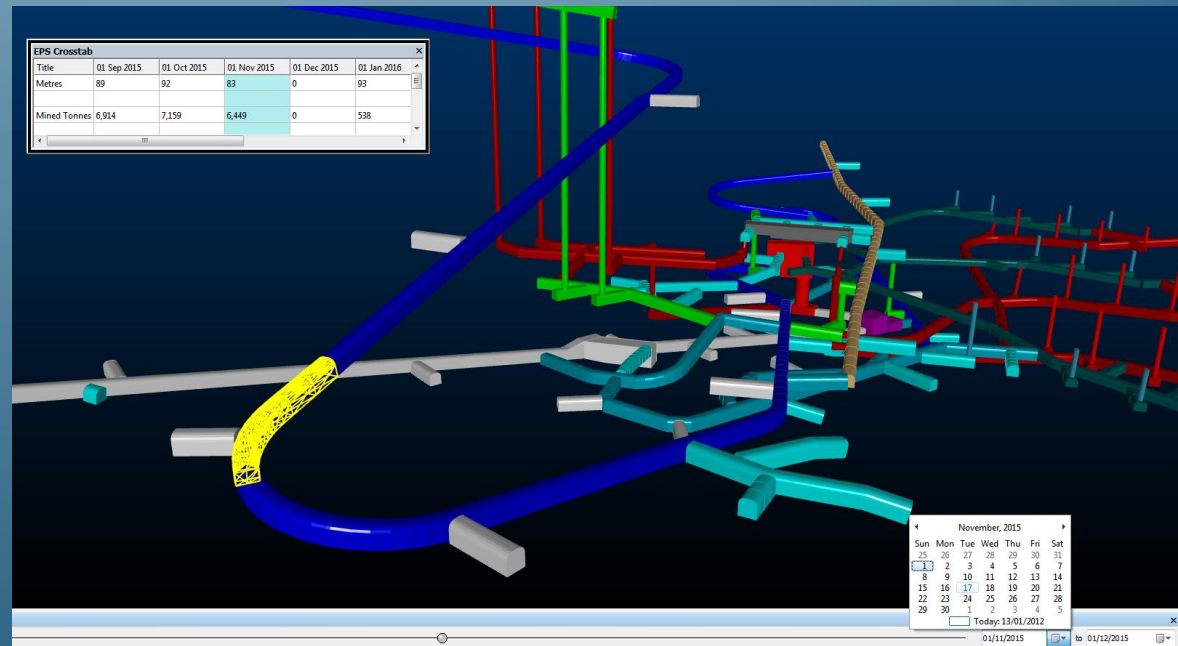 EPS Crosstab
Title 01 Sep 2015 01 Oct 2015 01 Nov 2015 01 Dec 2015 01 Jan 2016
Metres 89 92 83 0 93
Mined Tonnes 6,914 7,159 6,449 0 538
November, 2015
Sun Mon Tue Wed Thu Fri Sat
25 26 27 28 29 30 31
1 2 3 4 5 6 7
8 9 10 11 12 13 14
15 16 17 18 19 20 21
22 23 24 25 26 27 28
29 30 1 2 3 4 5
Today: 13/01/2012
01/11/2015 to 01/12/2015